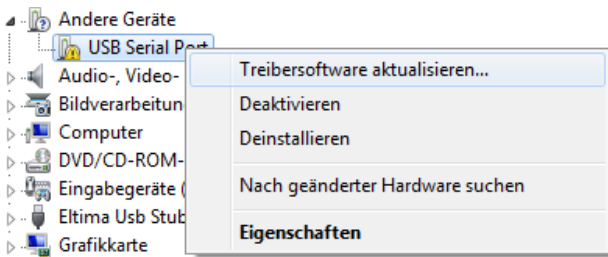 Andere Geräte
USB Serial Port
Audio-, Video-
Bildverarbeitun
Computer
DVD/CD-ROM-
Eingabegeräte (
Eltima Usb Stub
Grafikkarte
Treibersoftware aktualisieren...
Deaktivieren
Deinstallieren
Nach geänderter Hardware suchen
Eigenschaften